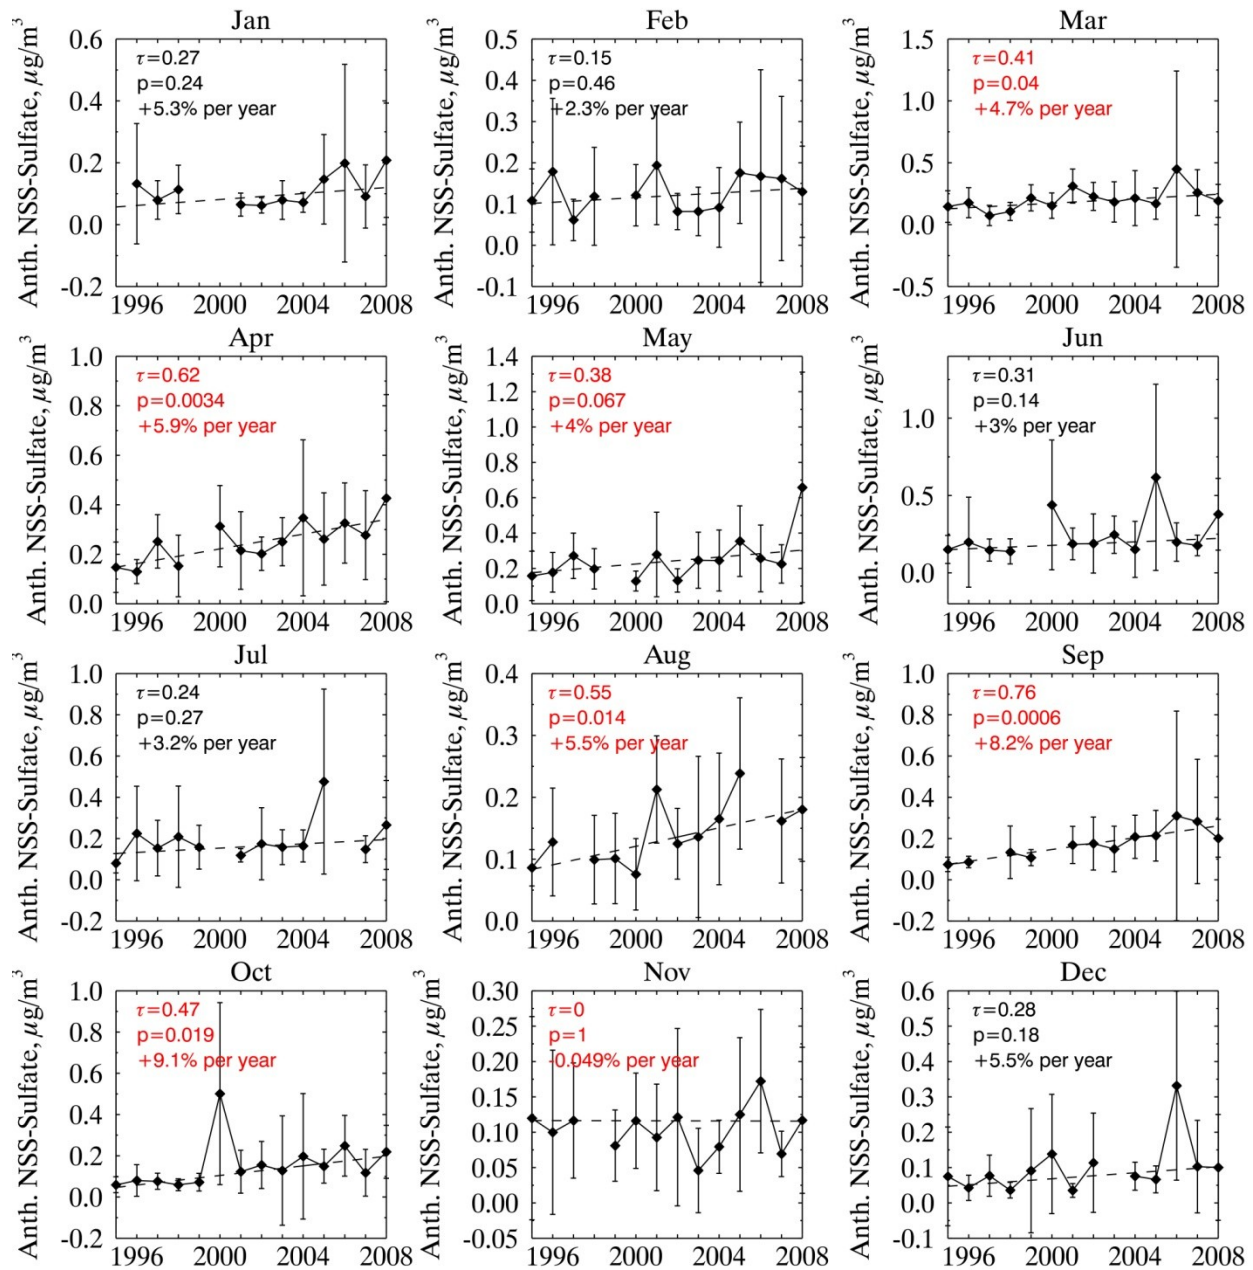 Jan
Anth. NSS-Sulfate, μg/m³
τ=0.27
p=0.24
+5.3% per year
0.6
0.4
0.2
0.0
-0.2
1996 2000 2004 2008
Feb
Anth. NSS-Sulfate, μg/m³
τ=0.15
p=0.46
+2.3% per year
0.5
0.4
0.3
0.2
0.1
0.0
-0.1
1996 2000 2004 2008
Mar
Anth. NSS-Sulfate, μg/m³
τ=0.41
p=0.04
+4.7% per year
1.5
1.0
0.5
0.0
-0.5
1996 2000 2004 2008
Apr
Anth. NSS-Sulfate, μg/m³
τ=0.62
p=0.0034
+5.9% per year
1.0
0.8
0.6
0.4
0.2
0.0
1996 2000 2004 2008
May
Anth. NSS-Sulfate, μg/m³
τ=0.38
p=0.067
+4% per year
1.4
1.2
1.0
0.8
0.6
0.4
0.2
0.0
1996 2000 2004 2008
Jun
Anth. NSS-Sulfate, μg/m³
τ=0.31
p=0.14
+3% per year
1.0
0.5
0.0
1996 2000 2004 2008
Jul
Anth. NSS-Sulfate, μg/m³
τ=0.24
p=0.27
+3.2% per year
1.0
0.8
0.6
0.4
0.2
0.0
-0.2
1996 2000 2004 2008
Aug
Anth. NSS-Sulfate, μg/m³
τ=0.55
p=0.014
+5.5% per year
0.4
0.3
0.2
0.1
0.0
1996 2000 2004 2008
Sep
Anth. NSS-Sulfate, μg/m³
τ=0.76
p=0.0006
+8.2% per year
1.0
0.8
0.6
0.4
0.2
0.0
-0.2
1996 2000 2004 2008
Oct
Anth. NSS-Sulfate, μg/m³
τ=0.47
p=0.019
+9.1% per year
1.0
0.8
0.6
0.4
0.2
0.0
-0.2
1996 2000 2004 2008
Nov
Anth. NSS-Sulfate, μg/m³
τ=0
p=1
-0.049% per year
0.30
0.25
0.20
0.15
0.10
0.05
0.00
-0.05
1996 2000 2004 2008
Dec
Anth. NSS-Sulfate, μg/m³
τ=0.28
p=0.18
+5.5% per year
0.6
0.5
0.4
0.3
0.2
0.1
0.0
-0.1
1996 2000 2004 2008